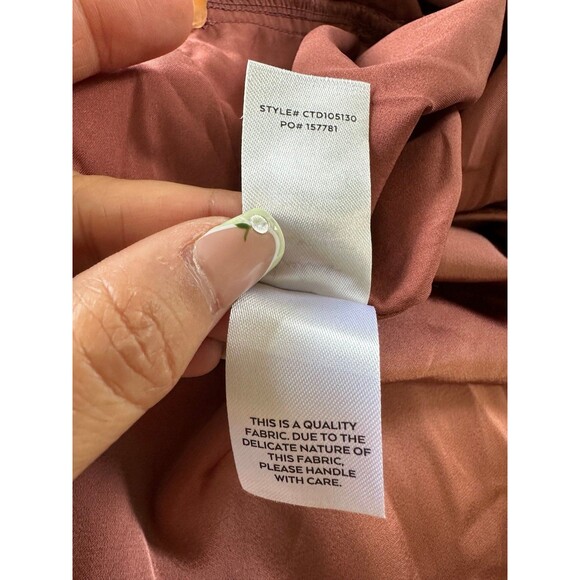 STYLE# CTD105130
PO# 157781
THIS IS A QUALITY
FABRIC. DUE TO THE
DELICATE NATURE OF
THIS FABRIC,
PLEASE HANDLE
WITH CARE.